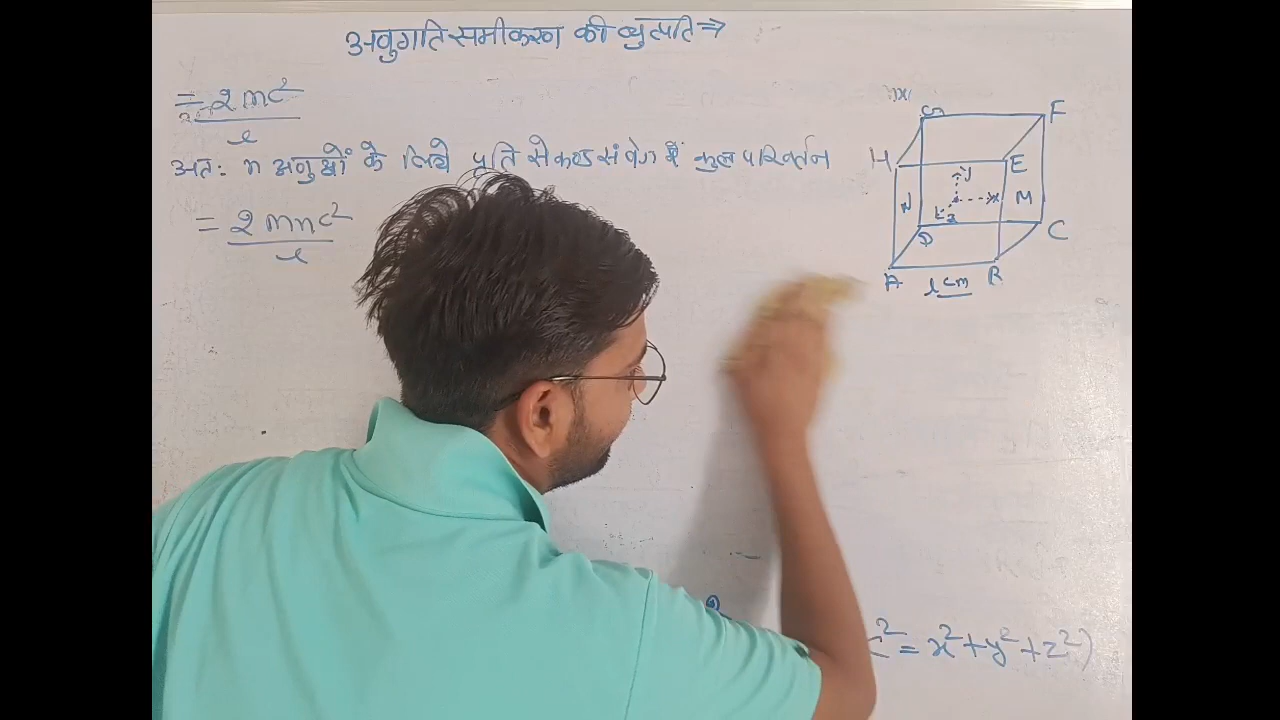 अणुगति समीकरण की व्युत्पति ⇒
= 2mc²
l
अतः n अणुओं के लिये प्रति सेकण्ड संवेग में कुल परिवर्तन
= 2mnc²
l
G F
H E
y
N x M
z
D C
A B
l cm
c² = x² + y² + z²)